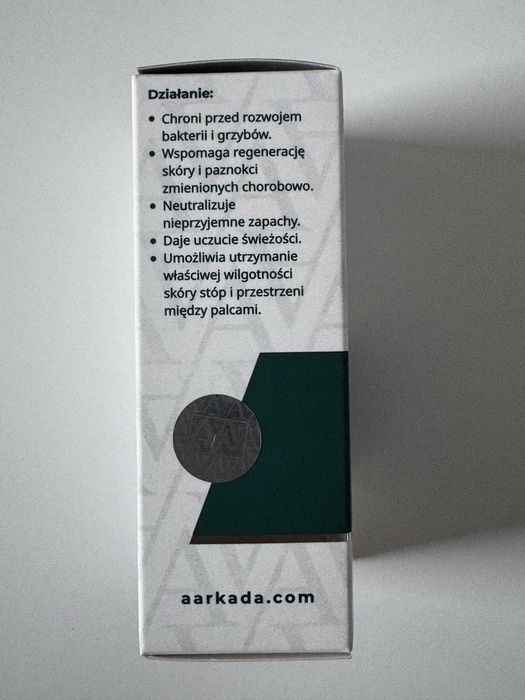 Działanie:
• Chroni przed rozwojem
bakterii i grzybów.
• Wspomaga regenerację
skóry i paznokci
zmienionych chorobowo.
• Neutralizuje
nieprzyjemne zapachy.
• Daje uczucie świeżości.
• Umożliwia utrzymanie
właściwej wilgotności
skóry stóp i przestrzeni
między palcami.
aarkada.com